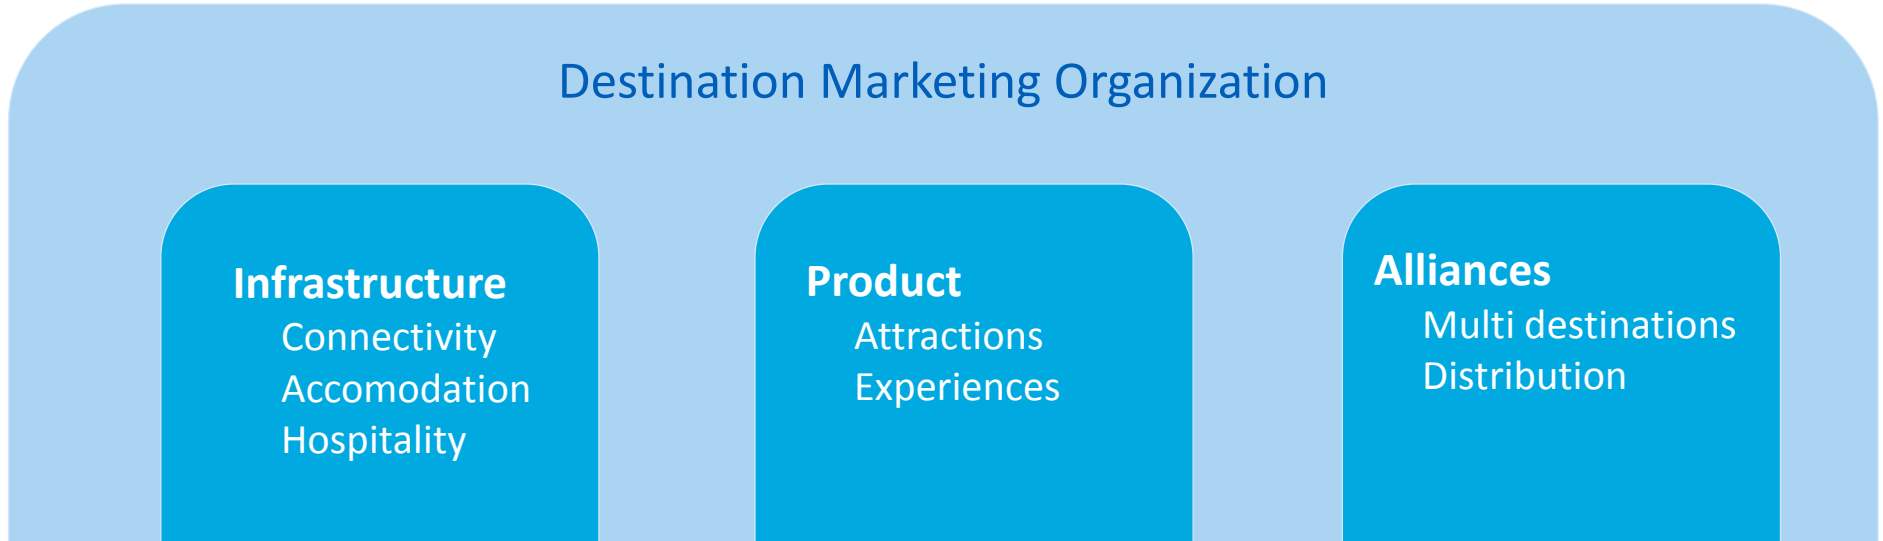 Destination Marketing Organization
Infrastructure
Connectivity
Accomodation
Hospitality
Product
Attractions
Experiences
Alliances
Multi destinations
Distribution